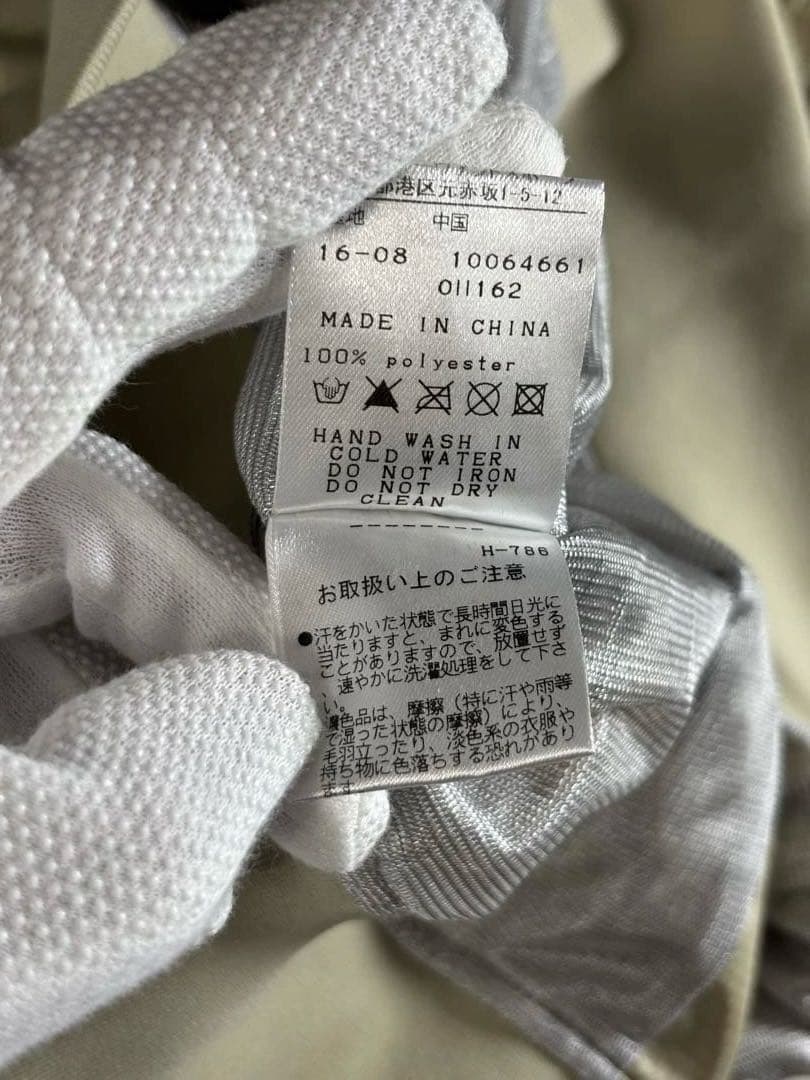 港区元赤坂1-5-12
地 中国
16-08 10064661
011162
MADE IN CHINA
100% polyester
HAND WASH IN
COLD WATER
DO NOT IRON
DO NOT DRY
CLEAN
--------
H-786
お取扱い上のご注意
●汗をかいた状態で長時間日光に
当たりますと、まれに変色する
ことがありますので、放置せず
、速やかに洗濯処理をして下さ
い。
色品は、摩擦（特に汗や雨等
で湿った状態の摩擦）により、
毛羽立ったり、淡色系の衣服や
持ち物に色落ちする恐れがあり
ます